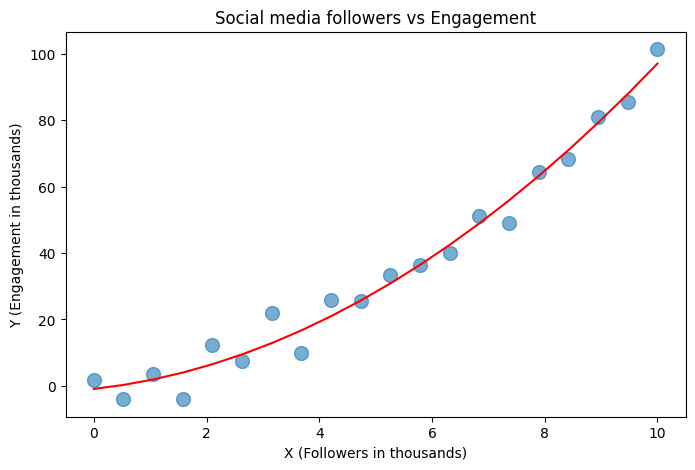 Social media followers vs Engagement
Y (Engagement in thousands)
100
80
60
40
20
0
0 2 4 6 8 10
X (Followers in thousands)